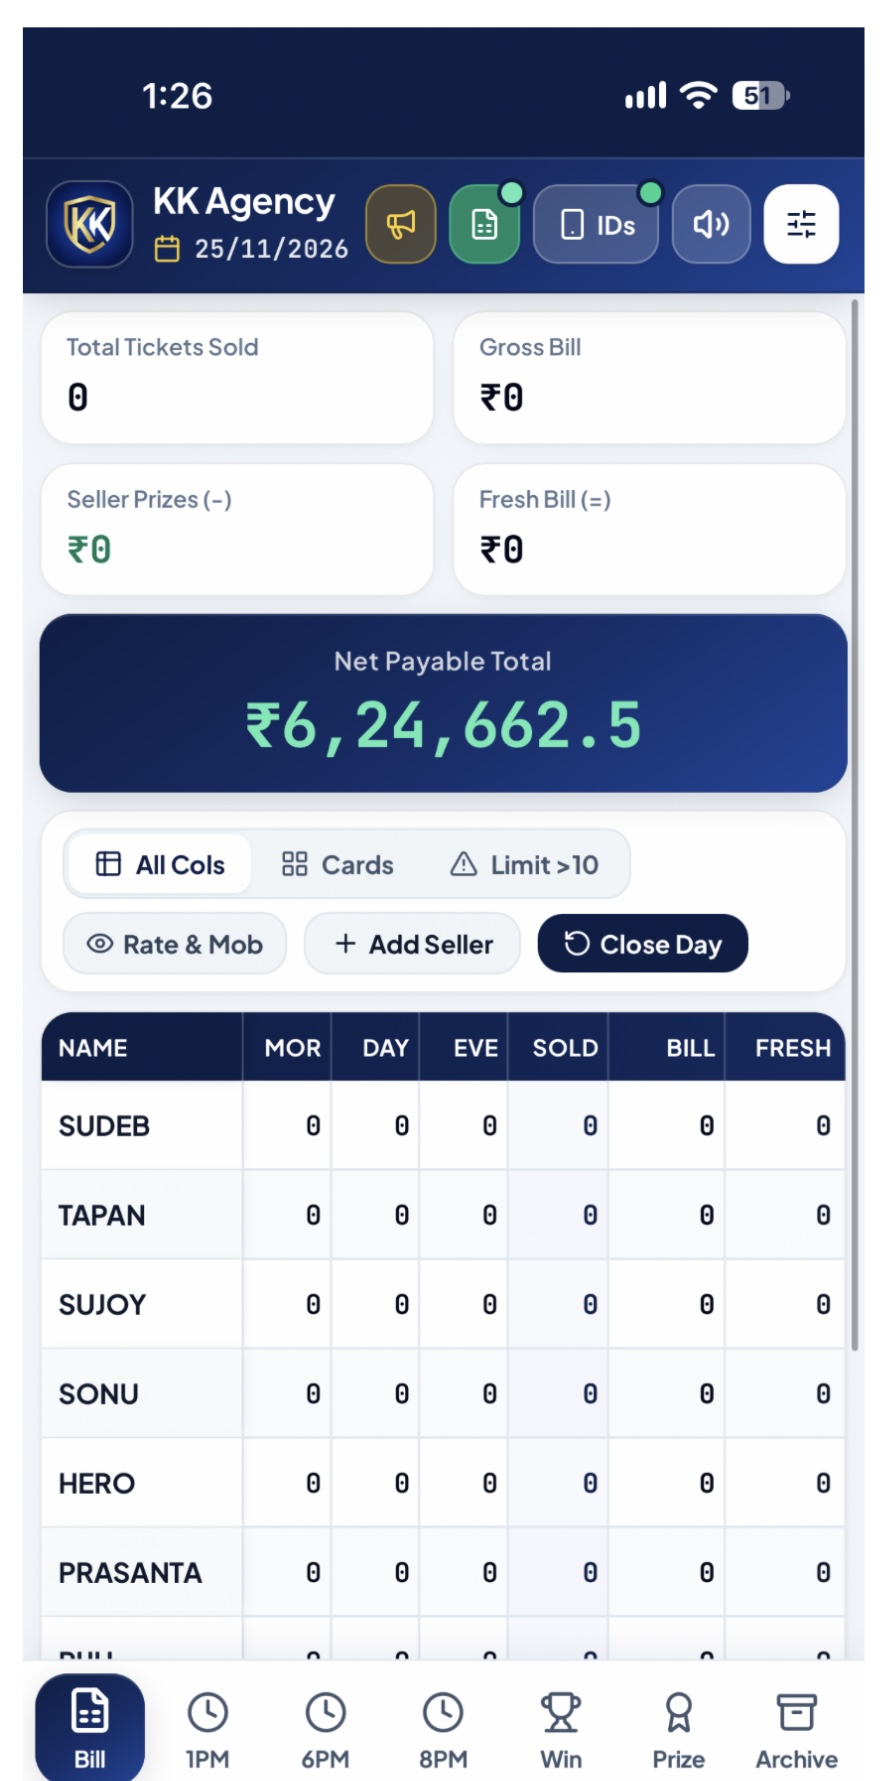 1:26
51
KK
KK Agency
25/11/2026
IDs
Total Tickets Sold
0
Gross Bill
₹0
Seller Prizes (-)
₹0
Fresh Bill (=)
₹0
Net Payable Total
₹6,24,662.5
All Cols Cards Limit >10
Rate & Mob + Add Seller Close Day
NAME MOR DAY EVE SOLD BILL FRESH
SUDEB 0 0 0 0 0 0
TAPAN 0 0 0 0 0 0
SUJOY 0 0 0 0 0 0
SONU 0 0 0 0 0 0
HERO 0 0 0 0 0 0
PRASANTA 0 0 0 0 0 0
Bill 1PM 6PM 8PM Win Prize Archive